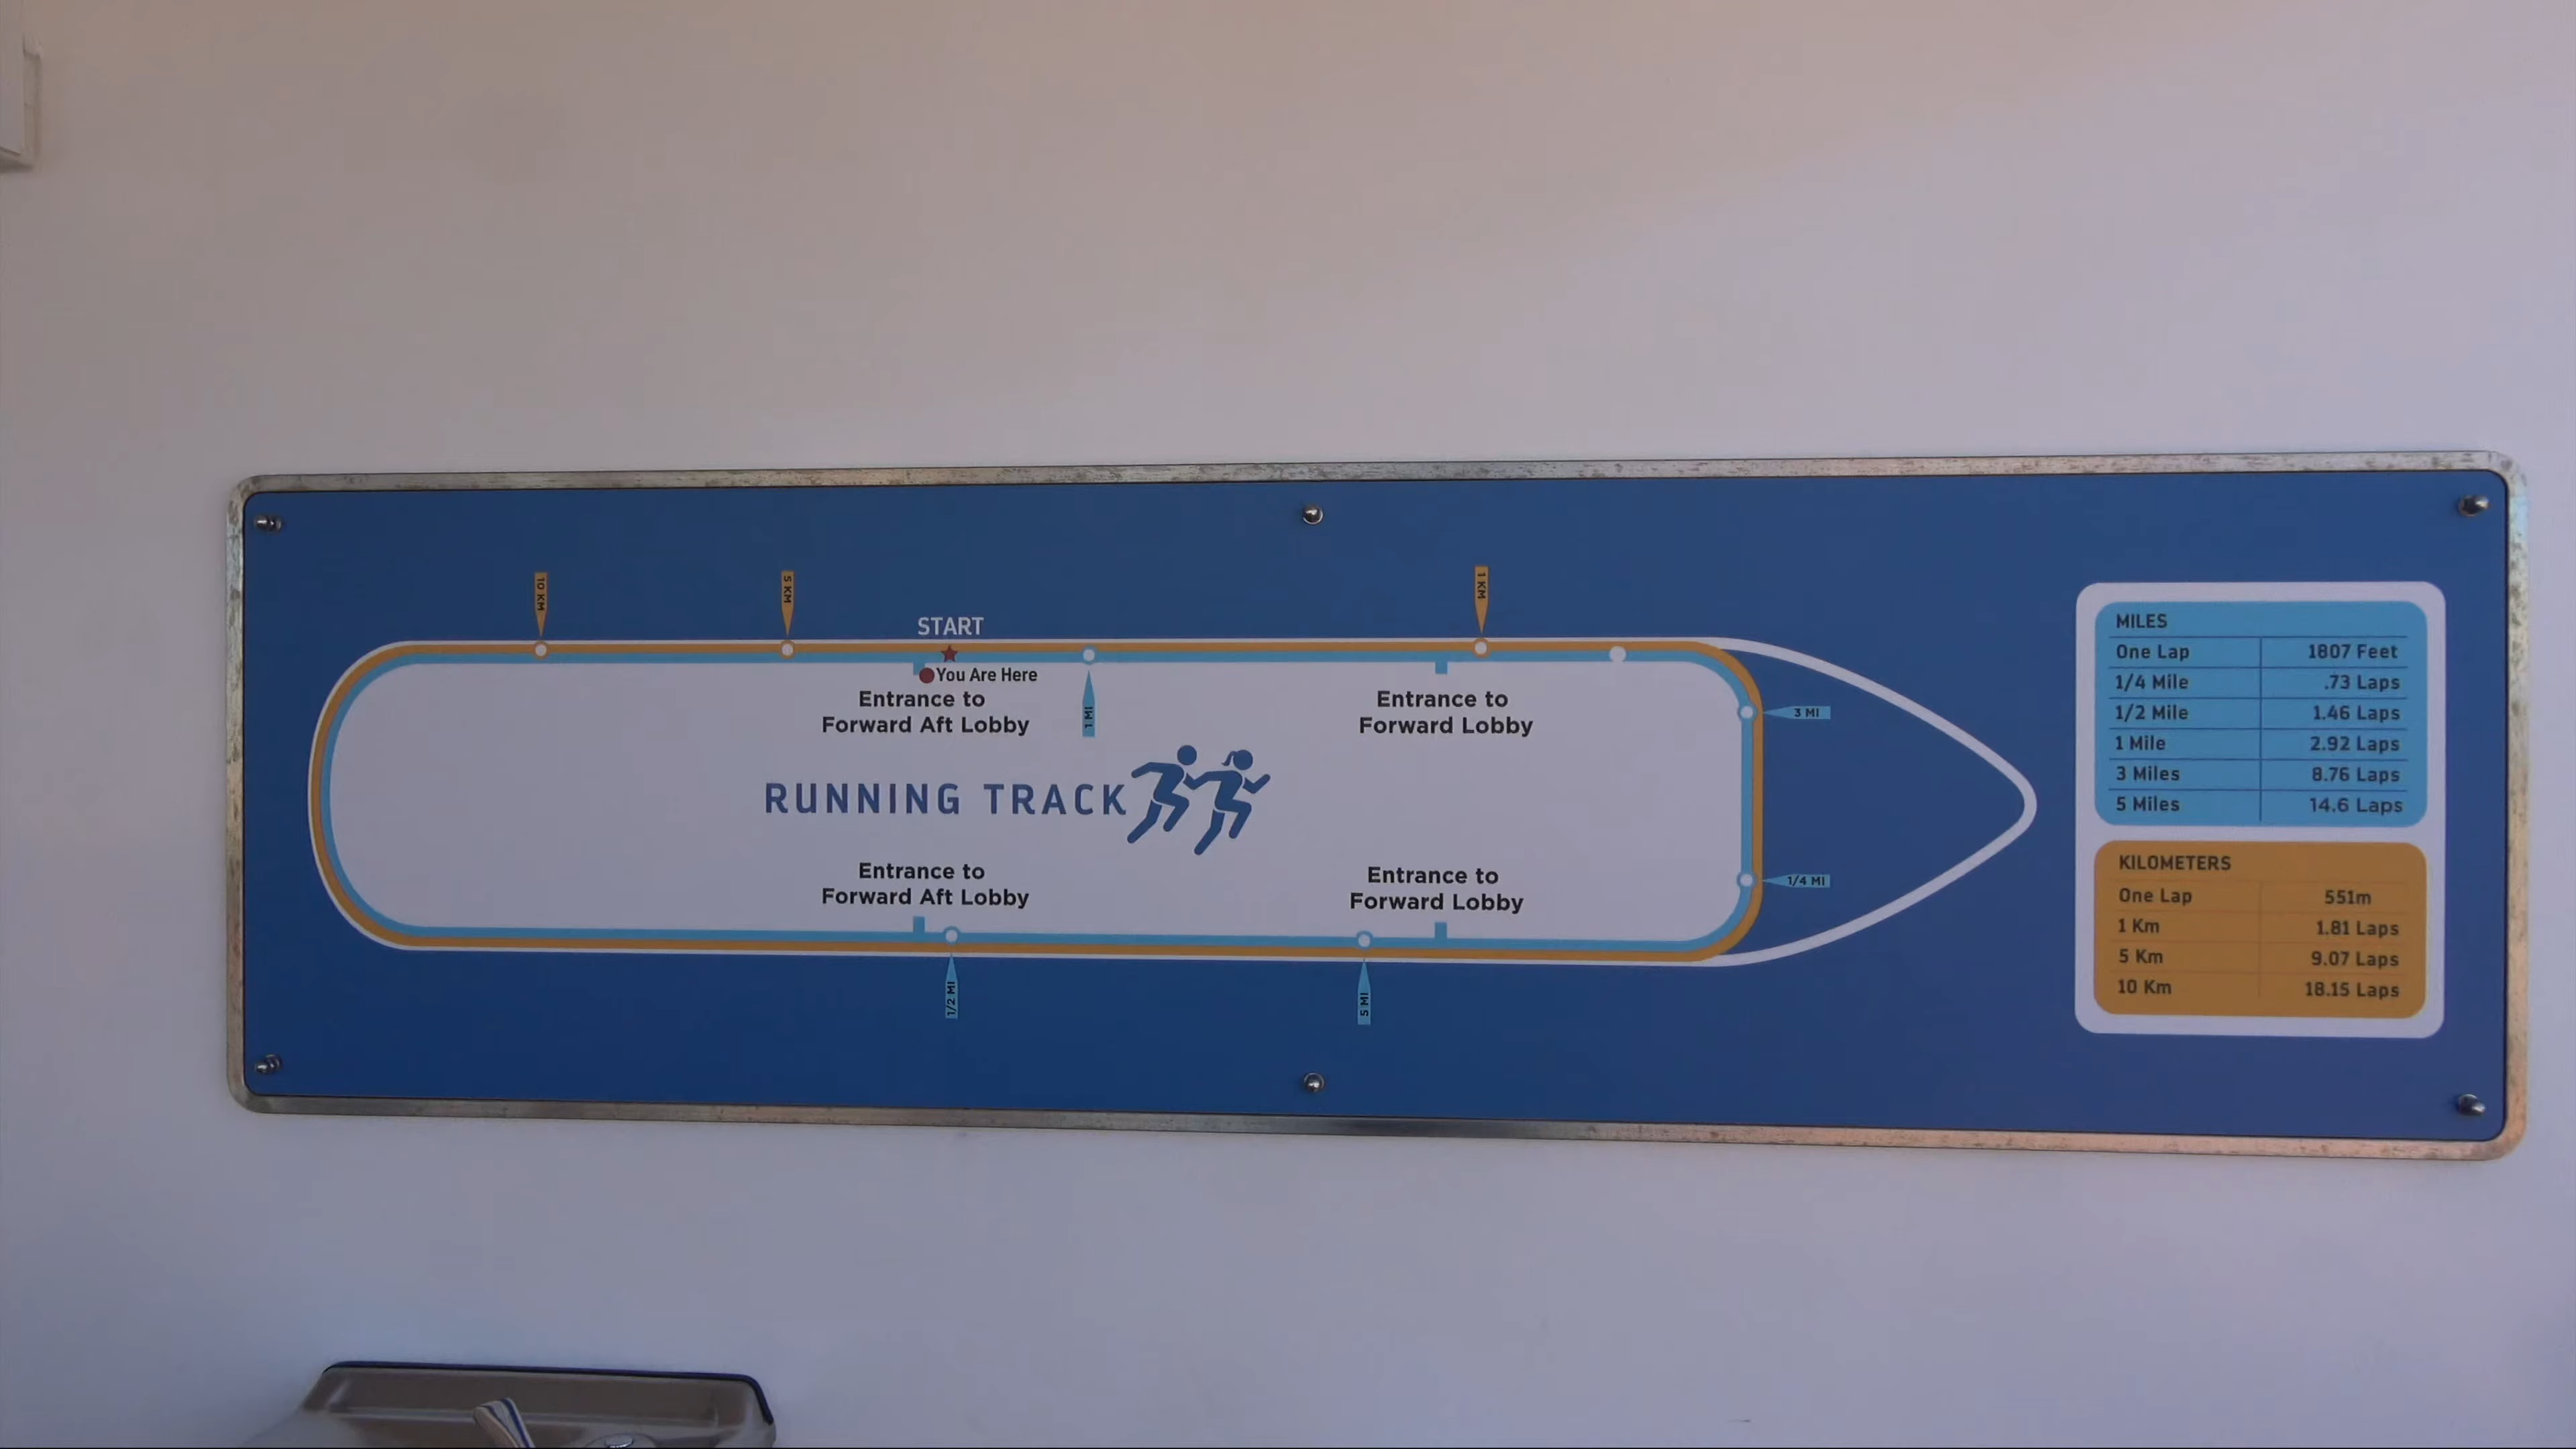 10 KM
5 KM
1 KM
START
You Are Here
Entrance to
Forward Aft Lobby
1 MI
Entrance to
Forward Lobby
3 MI
RUNNING TRACK
1/4 MI
Entrance to
Forward Aft Lobby
Entrance to
Forward Lobby
1/2 MI
5 MI
MILES
One Lap 1807 Feet
1/4 Mile .73 Laps
1/2 Mile 1.46 Laps
1 Mile 2.92 Laps
3 Miles 8.76 Laps
5 Miles 14.6 Laps
KILOMETERS
One Lap 551m
1 Km 1.81 Laps
5 Km 9.07 Laps
10 Km 18.15 Laps